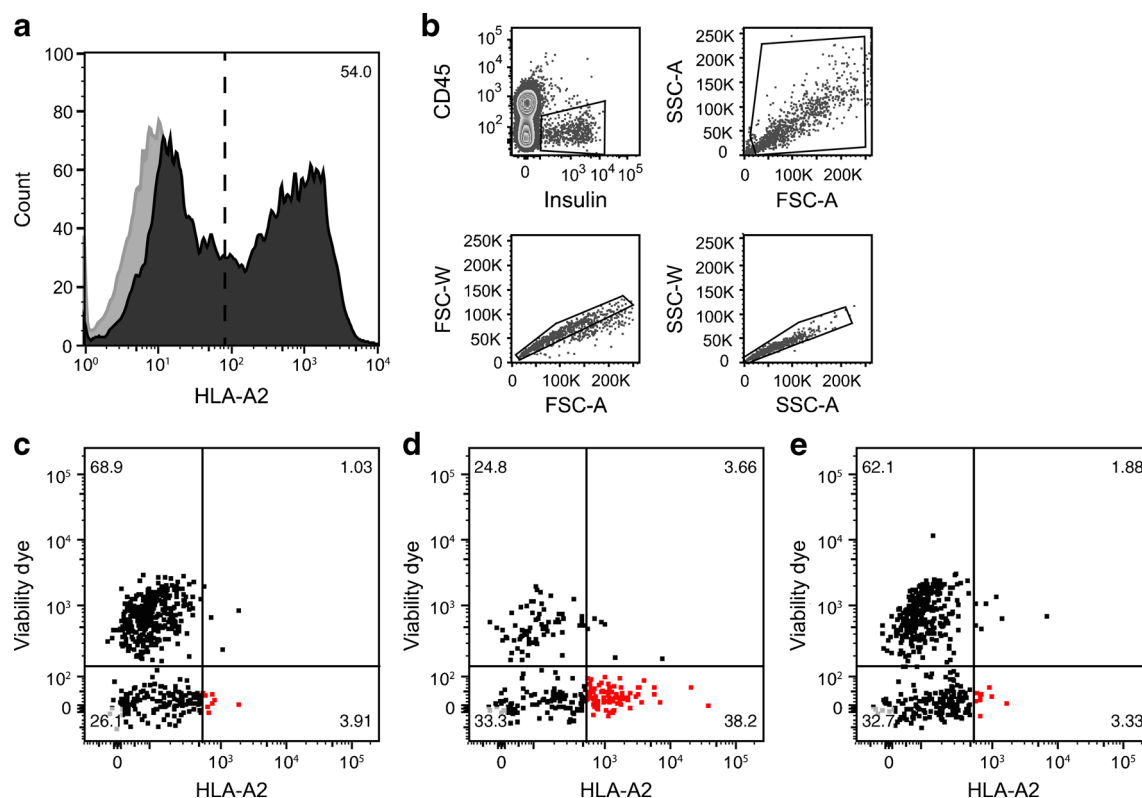 a
100
80
60
40
20
0
Count
54.0
10⁰ 10¹ 10² 10³ 10⁴
HLA-A2
b
CD45
10⁵
10⁴
10³
10²
0 10³ 10⁴ 10⁵
Insulin
SSC-A
250K
200K
150K
100K
50K
0
0 100K 200K
FSC-A
FSC-W
250K
200K
150K
100K
50K
0
0 100K 200K
FSC-A
SSC-W
250K
200K
150K
100K
50K
0
0 100K 200K
SSC-A
c
Viability dye
68.9 1.03
10⁵
10⁴
10³
10²
0
26.1 3.91
0 10³ 10⁴ 10⁵
HLA-A2
d
Viability dye
24.8 3.66
10⁵
10⁴
10³
10²
0
33.3 38.2
0 10³ 10⁴ 10⁵
HLA-A2
e
Viability dye
62.1 1.88
10⁵
10⁴
10³
10²
0
32.7 3.33
0 10³ 10⁴ 10⁵
HLA-A2